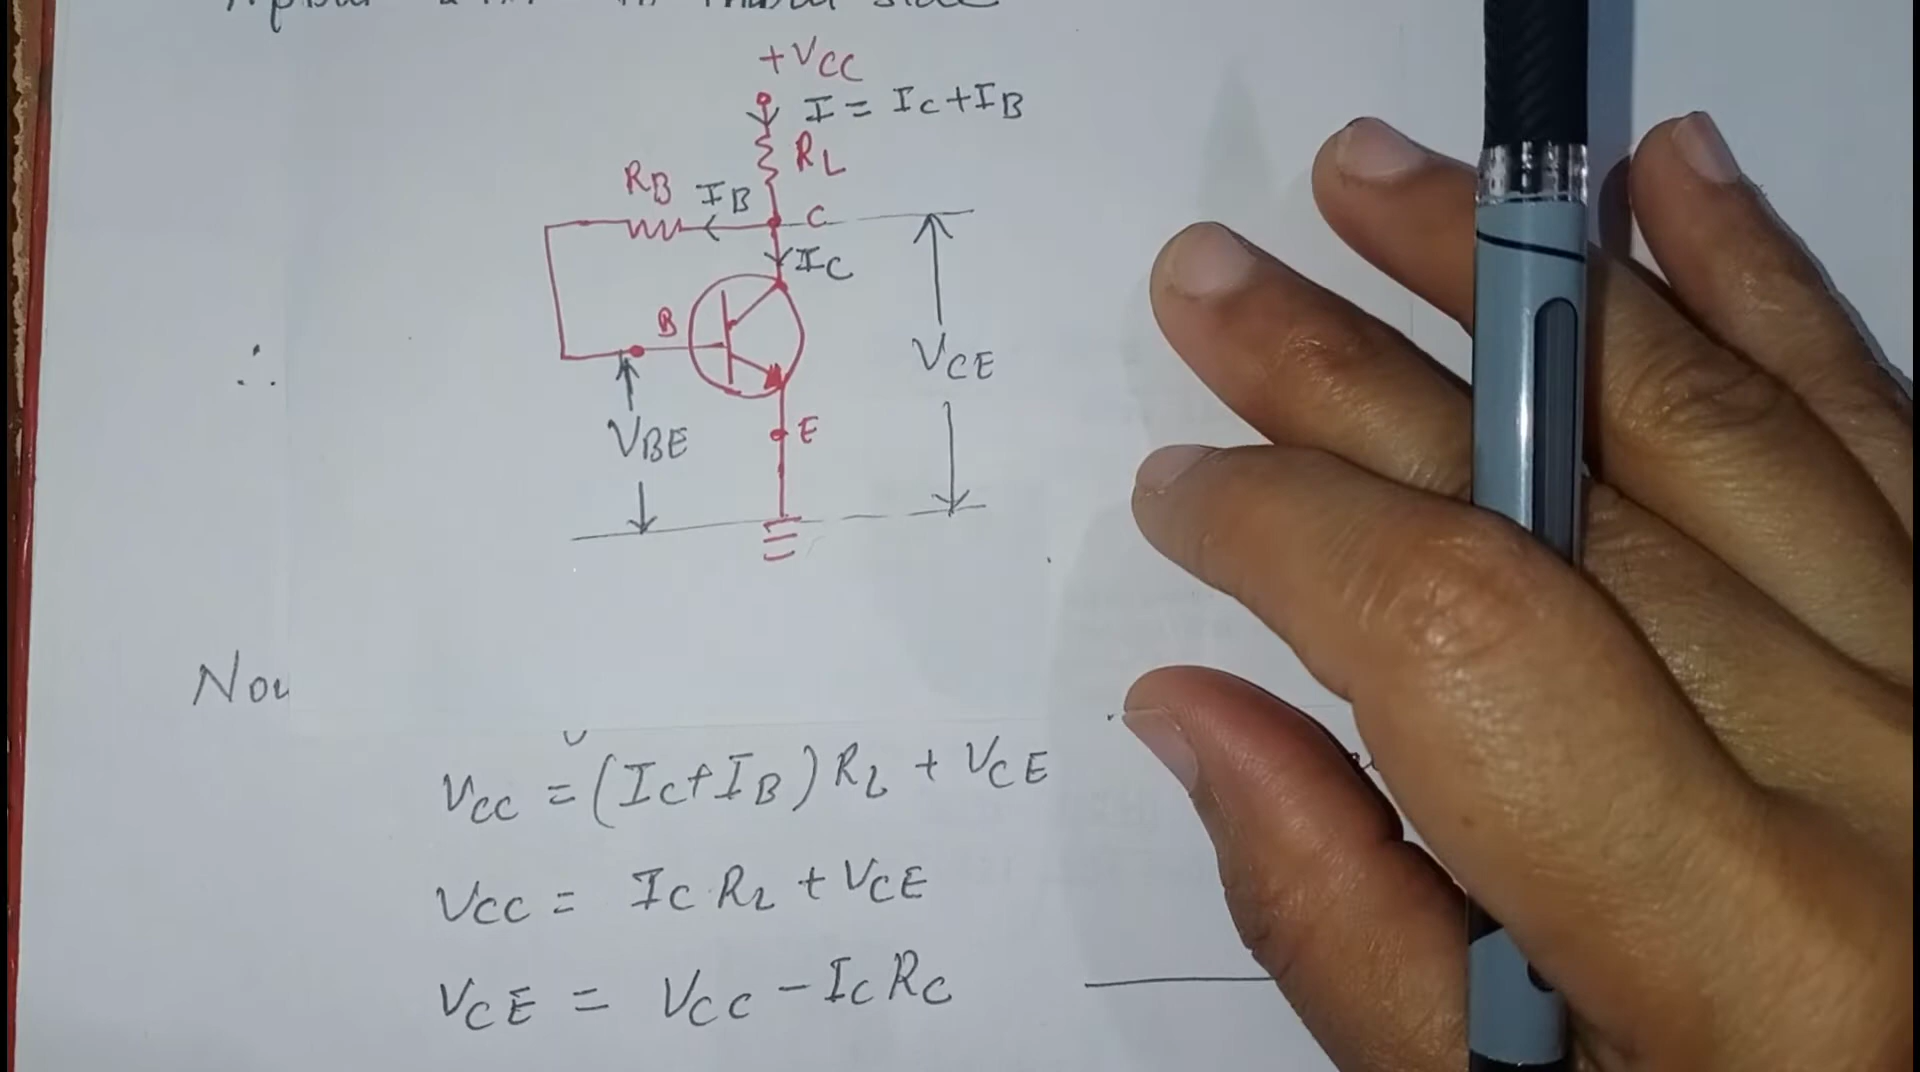 side
+VCC
I = IC+IB
RL
RB
IB
C
IC
B
VCE
VBE
E
∴
VCC = (IC+IB) RL + VCE
VCC = IC RL + VCE
VCE = VCC - IC RC